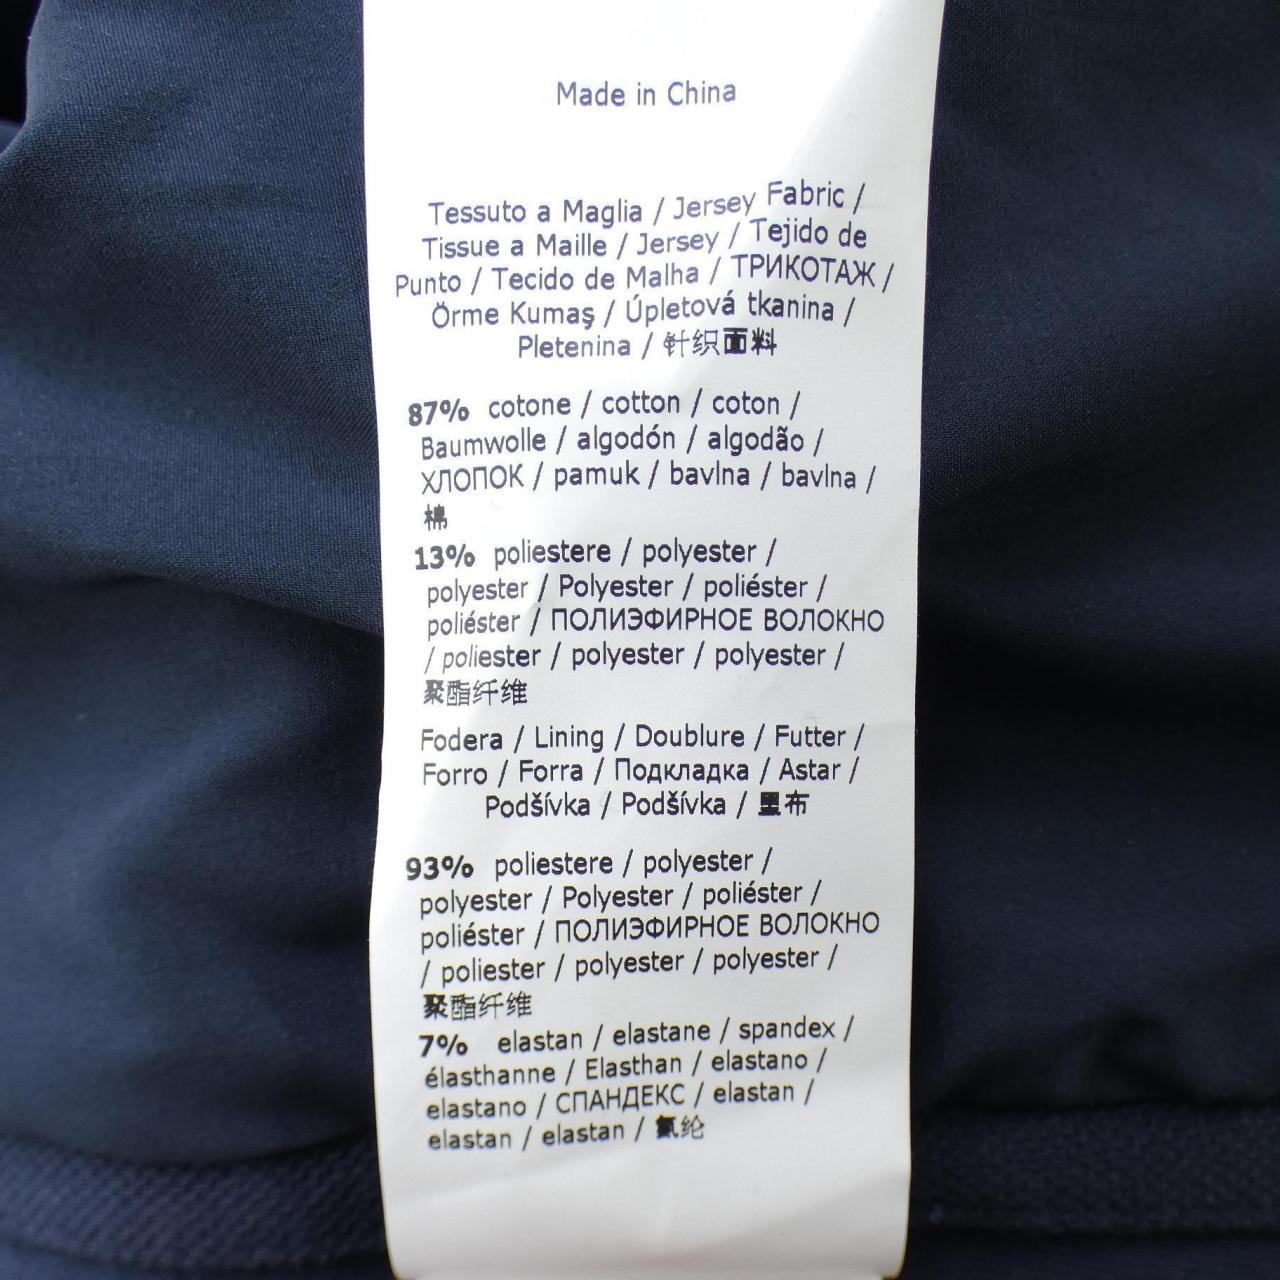 Made in China
Tessuto a Maglia / Jersey Fabric /
Tissue a Maille / Jersey / Tejido de
Punto / Tecido de Malha / ТРИКОТАЖ /
Örme Kumaş / Úpletová tkanina /
Pletenina / 针织面料
87% cotone / cotton / coton /
Baumwolle / algodón / algodão /
ХЛОПОК / pamuk / bavlna / bavlna /
棉
13% poliestere / polyester /
polyester / Polyester / poliéster /
poliéster / ПОЛИЭФИРНОЕ ВОЛОКНО
/ poliester / polyester / polyester /
聚酯纤维
Fodera / Lining / Doublure / Futter /
Forro / Forra / Подкладка / Astar /
Podšívka / Podšívka / 里布
93% poliestere / polyester /
polyester / Polyester / poliéster /
poliéster / ПОЛИЭФИРНОЕ ВОЛОКНО
/ poliester / polyester / polyester /
聚酯纤维
7% elastan / elastane / spandex /
élasthanne / Elasthan / elastano /
elastano / СПАНДЕКС / elastan /
elastan / elastan / 氨纶